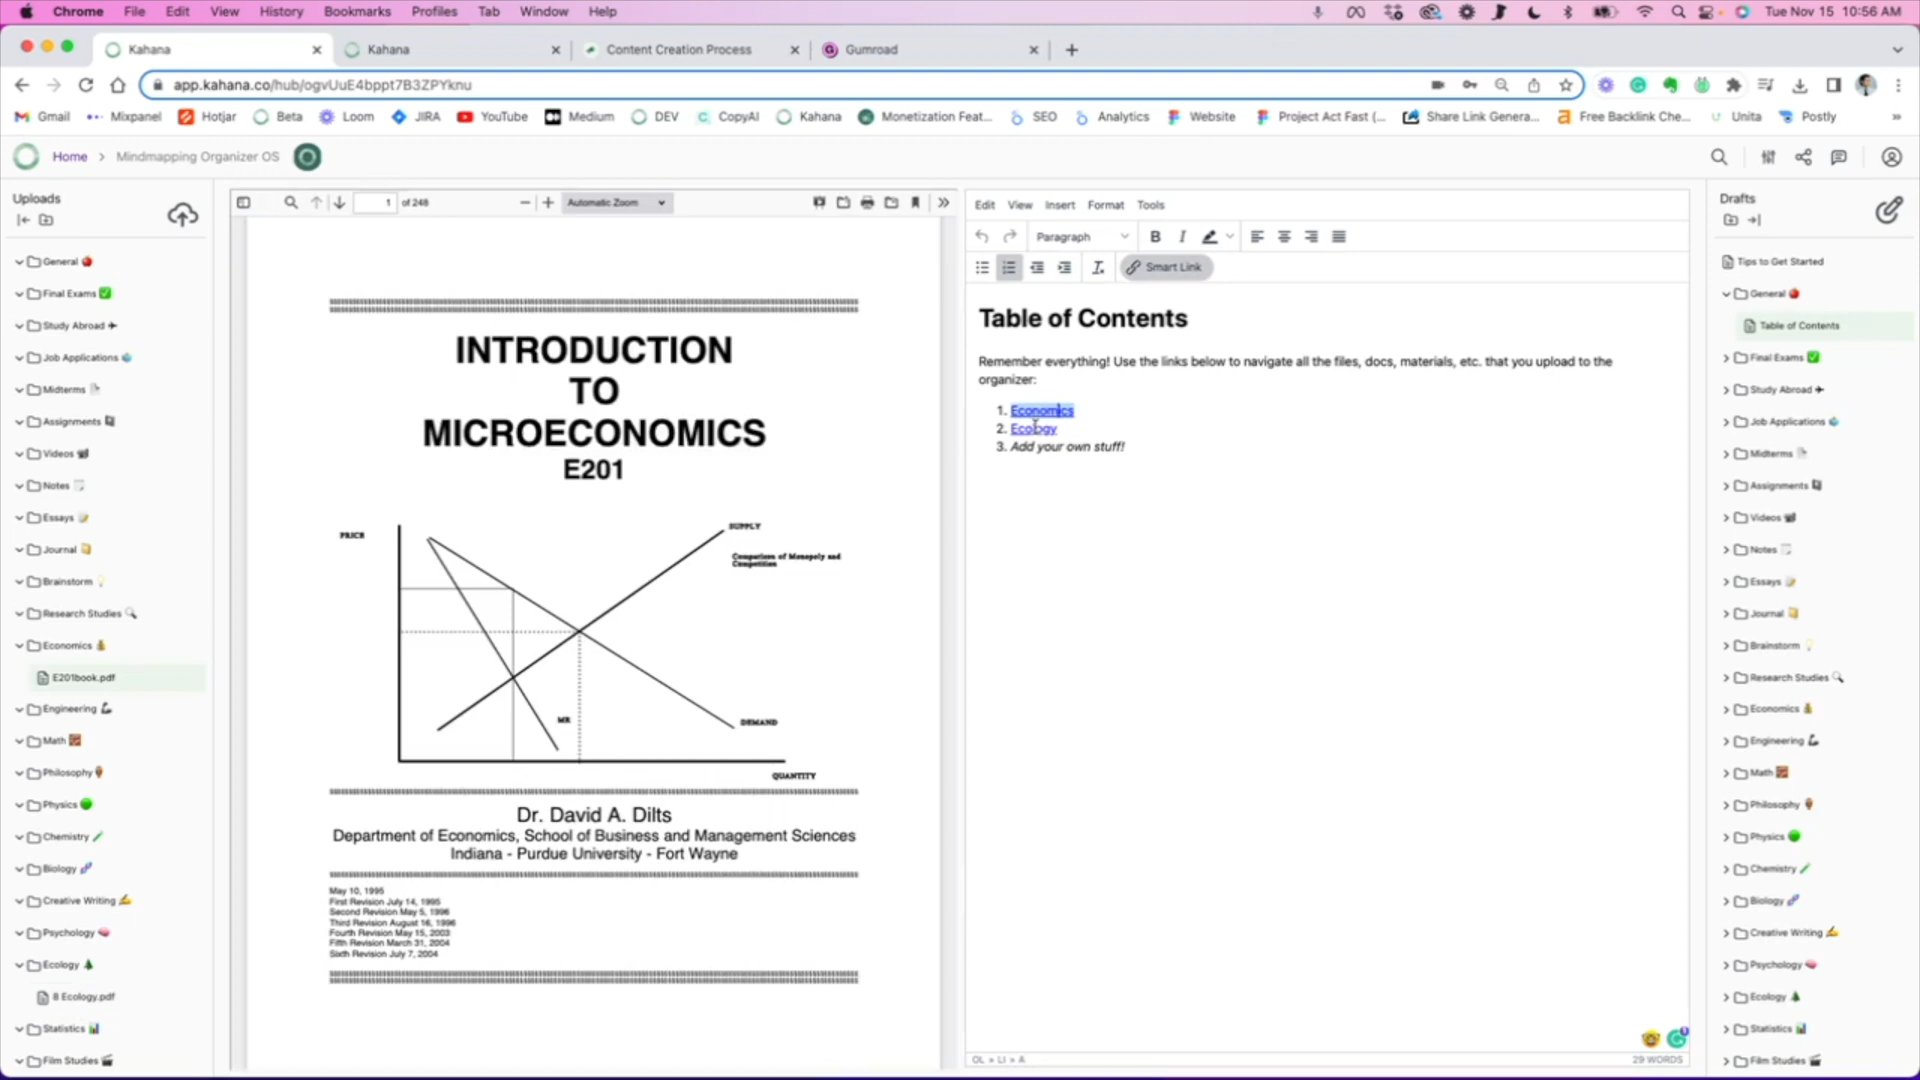 Chrome File Edit View History Bookmarks Profiles Tab Window Help Tue Nov 15 10:56 AM
Kahana Kahana Content Creation Process Gumroad
app.kahana.co/hub/ogvUuE4bppt7B3ZPYknu
Gmail Mixpanel Hotjar Beta Loom JIRA YouTube Medium DEV CopyAI Kahana Monetization Feat... SEO Analytics Website Project Act Fast (... Share Link Genera... Free Backlink Che... Unita Postly
Home > Mindmapping Organizer OS
Uploads
General
Final Exams
Study Abroad
Job Applications
Midterms
Assignments
Videos
Notes
Essays
Journal
Brainstorm
Research Studies
Economics
E201book.pdf
Engineering
Math
Philosophy
Physics
Chemistry
Biology
Creative Writing
Psychology
Ecology
8 Ecology.pdf
Statistics
Film Studies
1 of 248 Automatic Zoom
INTRODUCTION
TO
MICROECONOMICS
E201
PRICE
SUPPLY
Comparison of Monopoly and
Competition
MR
DEMAND
QUANTITY
Dr. David A. Dilts
Department of Economics, School of Business and Management Sciences
Indiana - Purdue University - Fort Wayne
May 10, 1995
First Revision July 14, 1995
Second Revision May 5, 1996
Third Revision August 16, 1996
Fourth Revision May 15, 2003
Fifth Revision March 31, 2004
Sixth Revision July 7, 2004
Edit View Insert Format Tools
Paragraph B I
Smart Link
Table of Contents
Remember everything! Use the links below to navigate all the files, docs, materials, etc. that you upload to the
organizer:
1. Economics
2. Ecology
3. Add your own stuff!
OL » LI » A 29 WORDS
Drafts
Tips to Get Started
General
Table of Contents
Final Exams
Study Abroad
Job Applications
Midterms
Assignments
Videos
Notes
Essays
Journal
Brainstorm
Research Studies
Economics
Engineering
Math
Philosophy
Physics
Chemistry
Biology
Creative Writing
Psychology
Ecology
Statistics
Film Studies